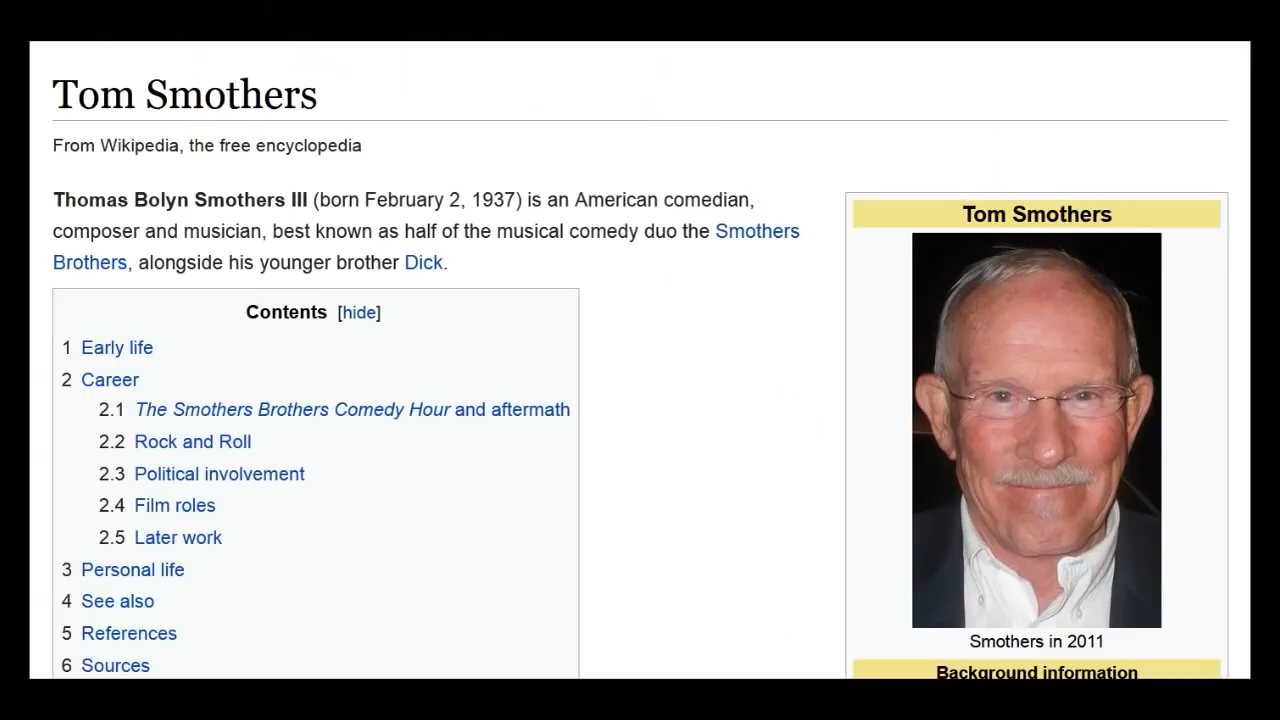 Tom Smothers
From Wikipedia, the free encyclopedia
Thomas Bolyn Smothers III (born February 2, 1937) is an American comedian,
composer and musician, best known as half of the musical comedy duo the Smothers
Brothers, alongside his younger brother Dick.
Contents [hide]
1 Early life
2 Career
2.1 The Smothers Brothers Comedy Hour and aftermath
2.2 Rock and Roll
2.3 Political involvement
2.4 Film roles
2.5 Later work
3 Personal life
4 See also
5 References
6 Sources
Tom Smothers
Smothers in 2011
Background information